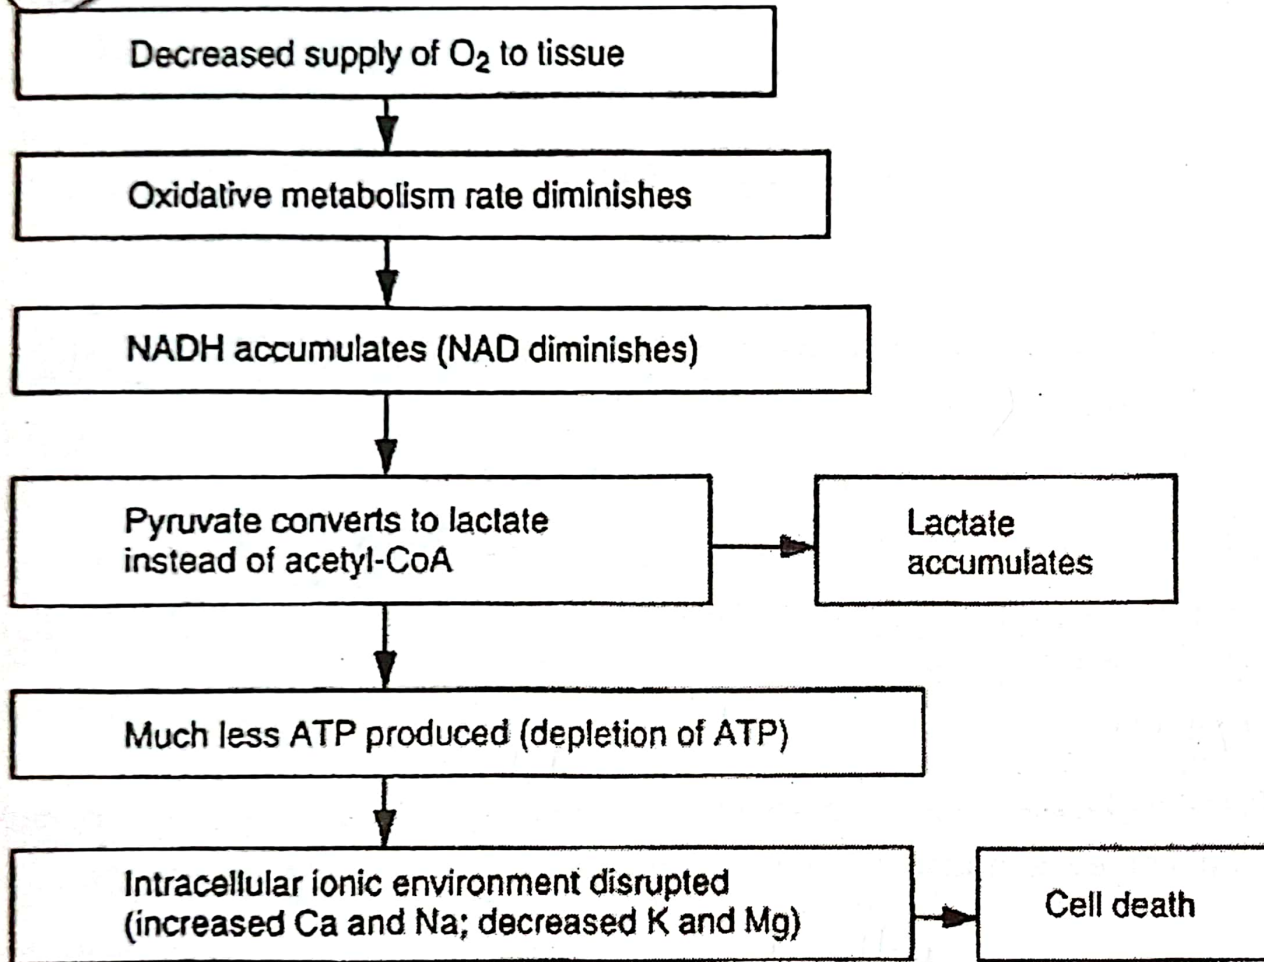 Decreased supply of O₂ to tissue
Oxidative metabolism rate diminishes
NADH accumulates (NAD diminishes)
Pyruvate converts to lactate
instead of acetyl-CoA
Lactate
accumulates
Much less ATP produced (depletion of ATP)
Intracellular ionic environment disrupted
(increased Ca and Na; decreased K and Mg)
Cell death